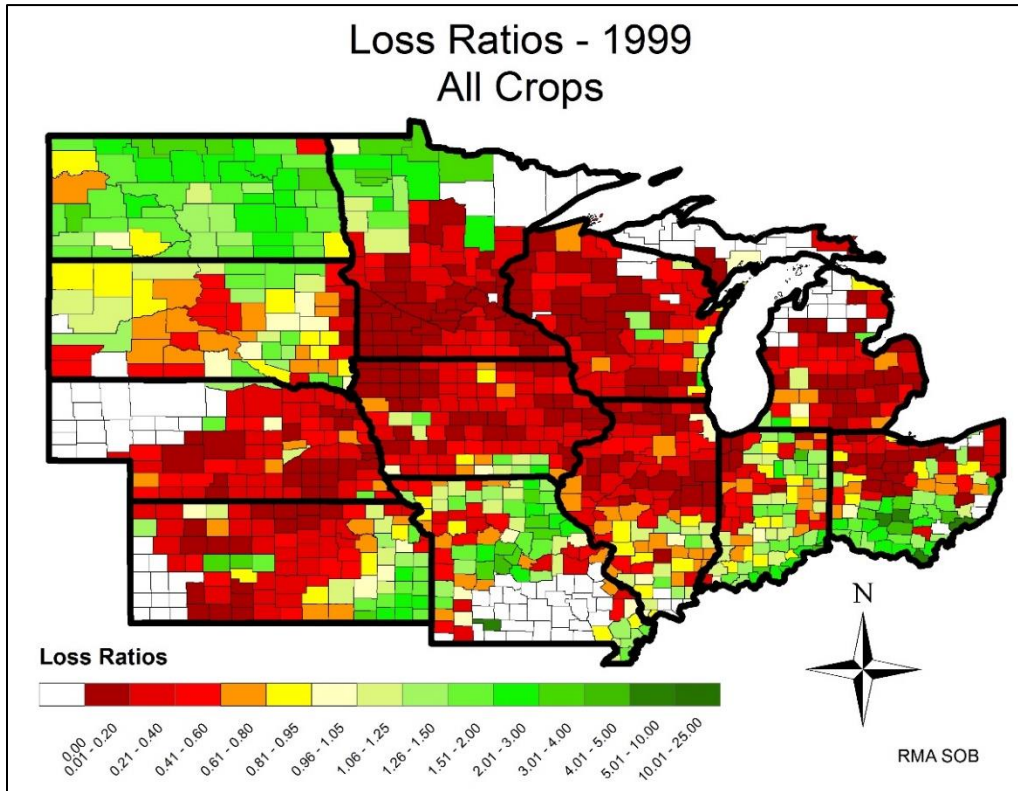 Loss Ratios - 1999
All Crops
N
Loss Ratios
0.00
0.01 - 0.20
0.21 - 0.40
0.41 - 0.60
0.61 - 0.80
0.81 - 0.95
0.96 - 1.05
1.06 - 1.25
1.26 - 1.50
1.51 - 2.00
2.01 - 3.00
3.01 - 4.00
4.01 - 5.00
5.01 - 10.00
10.01 - 25.00
RMA SOB